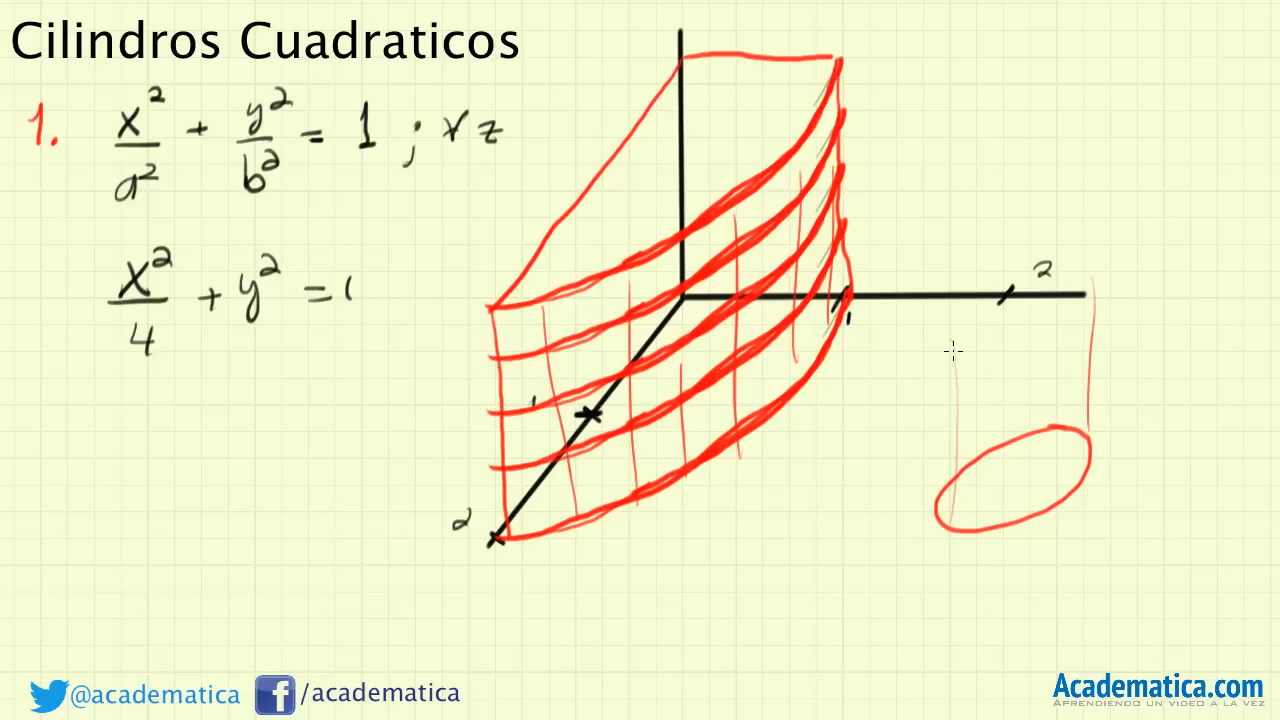 Cilindros Cuadraticos
1. x²/a² + y²/b² = 1 ; ∀ z
x²/4 + y² = 1
2
1
1
2
@academatica /academatica
Academatica.com
APRENDIENDO UN VIDEO A LA VEZ